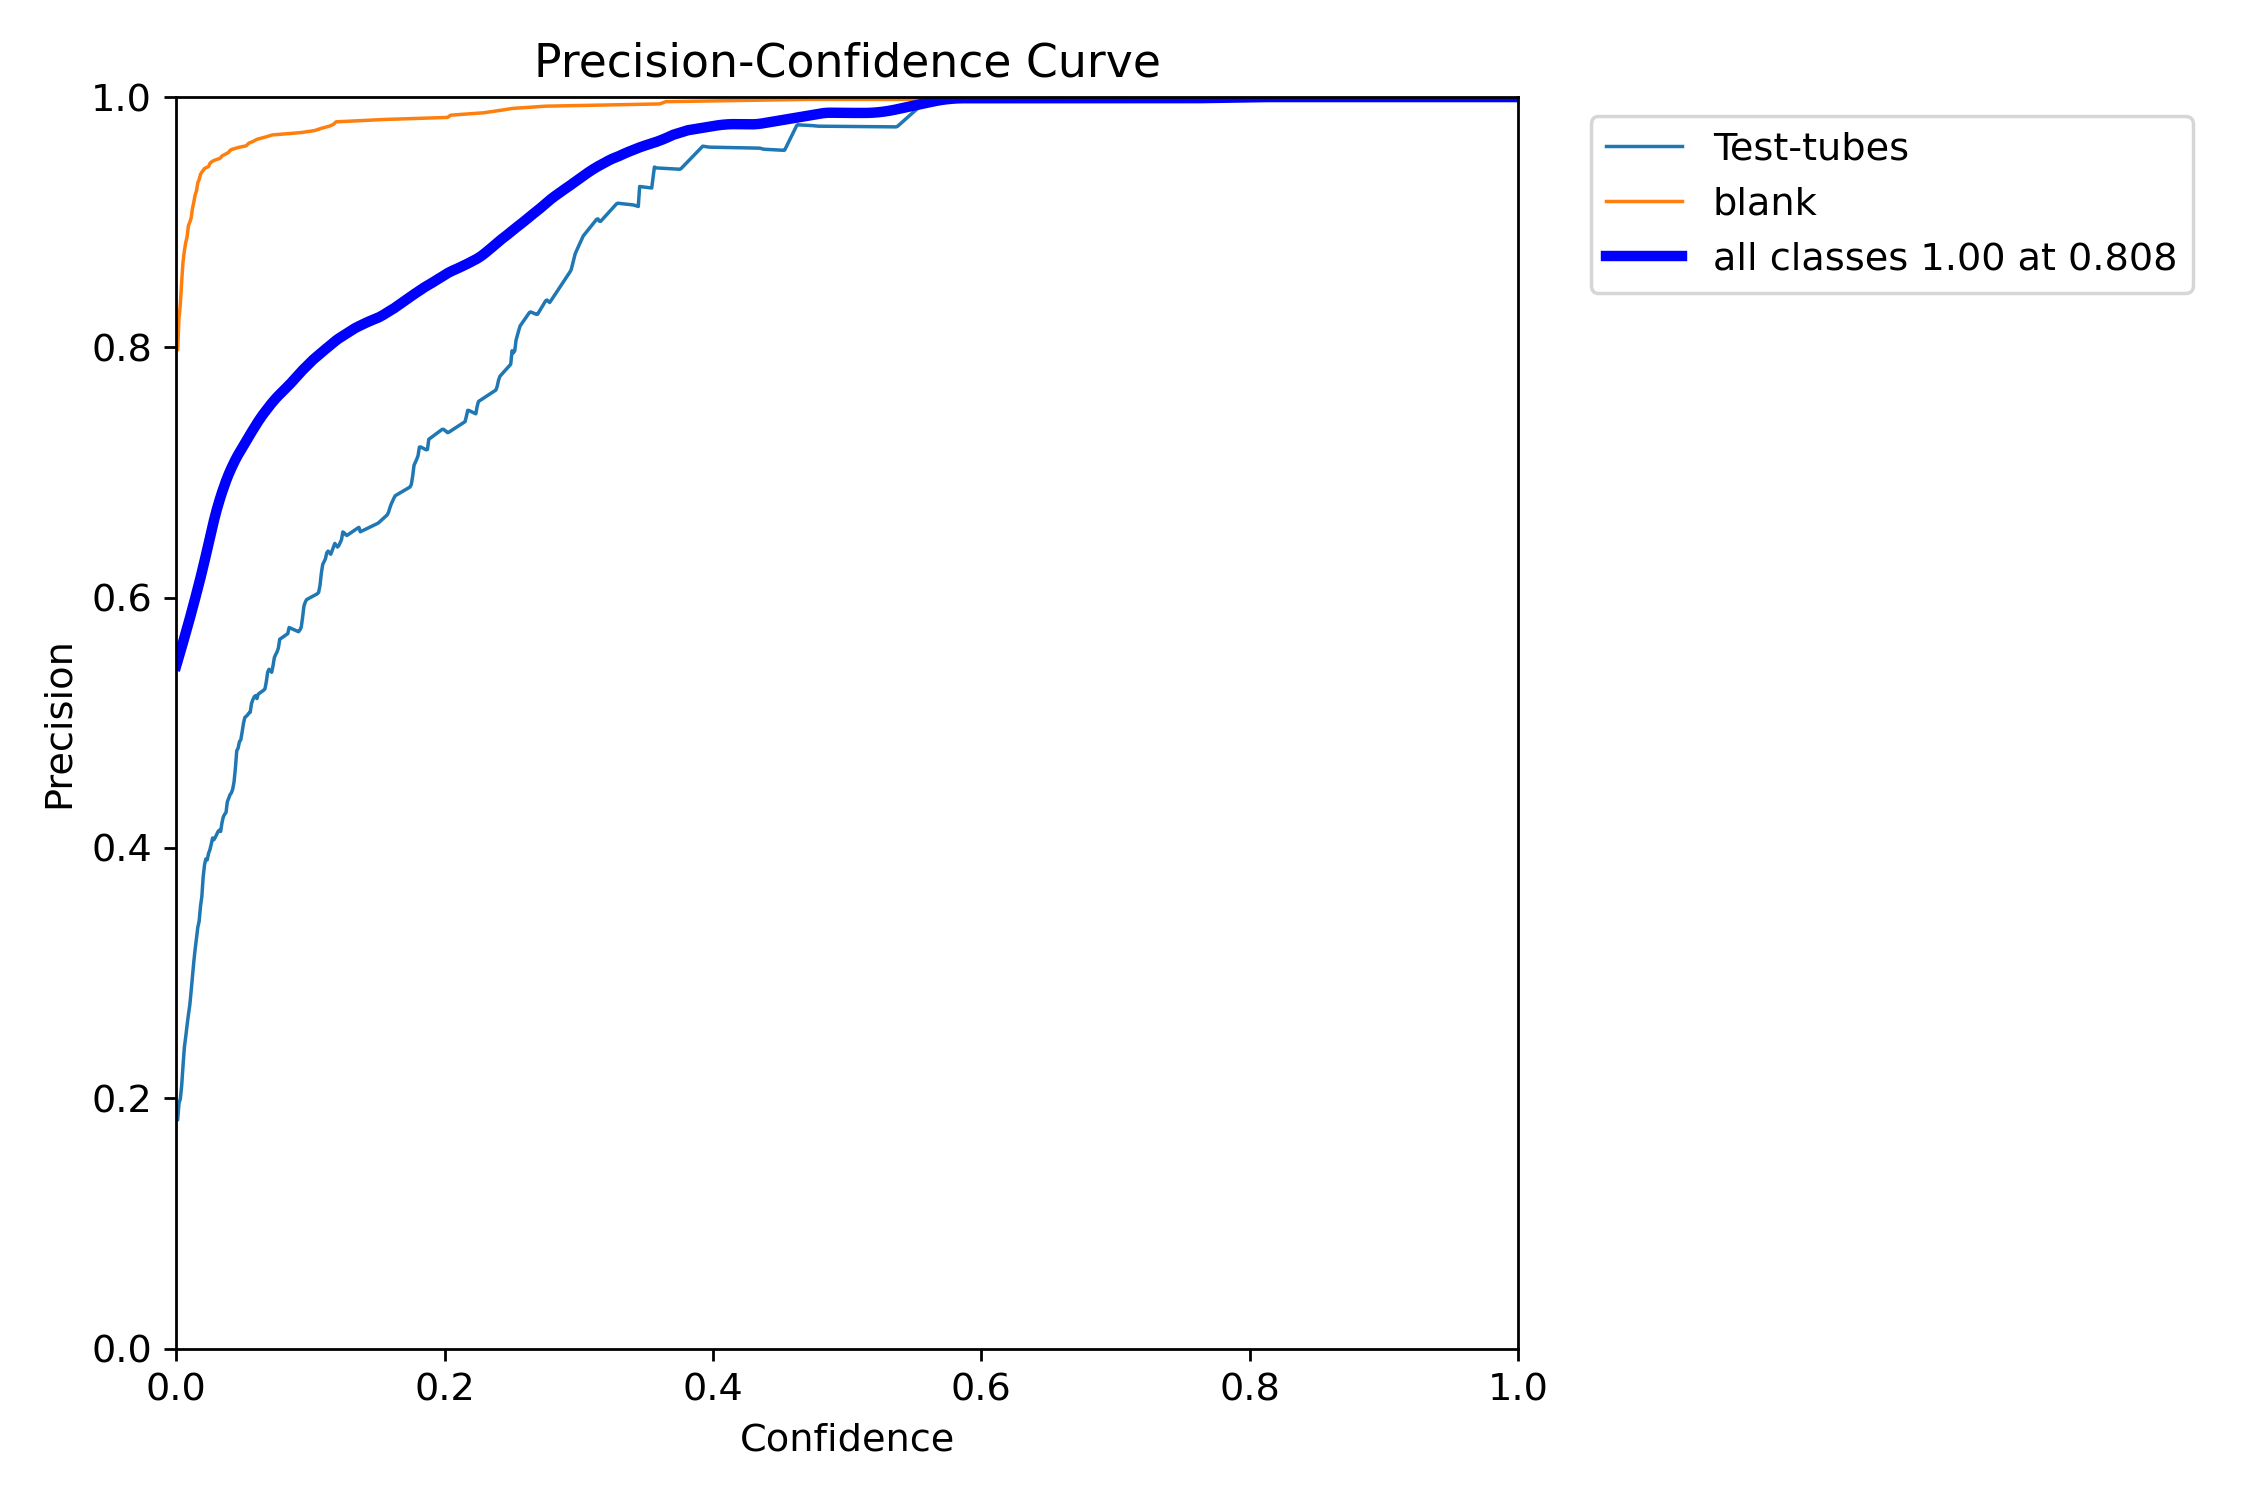 Precision-Confidence Curve
1.0
0.8
0.6
0.4
0.2
0.0
Precision
0.0 0.2 0.4 0.6 0.8 1.0
Confidence
Test-tubes
blank
all classes 1.00 at 0.808